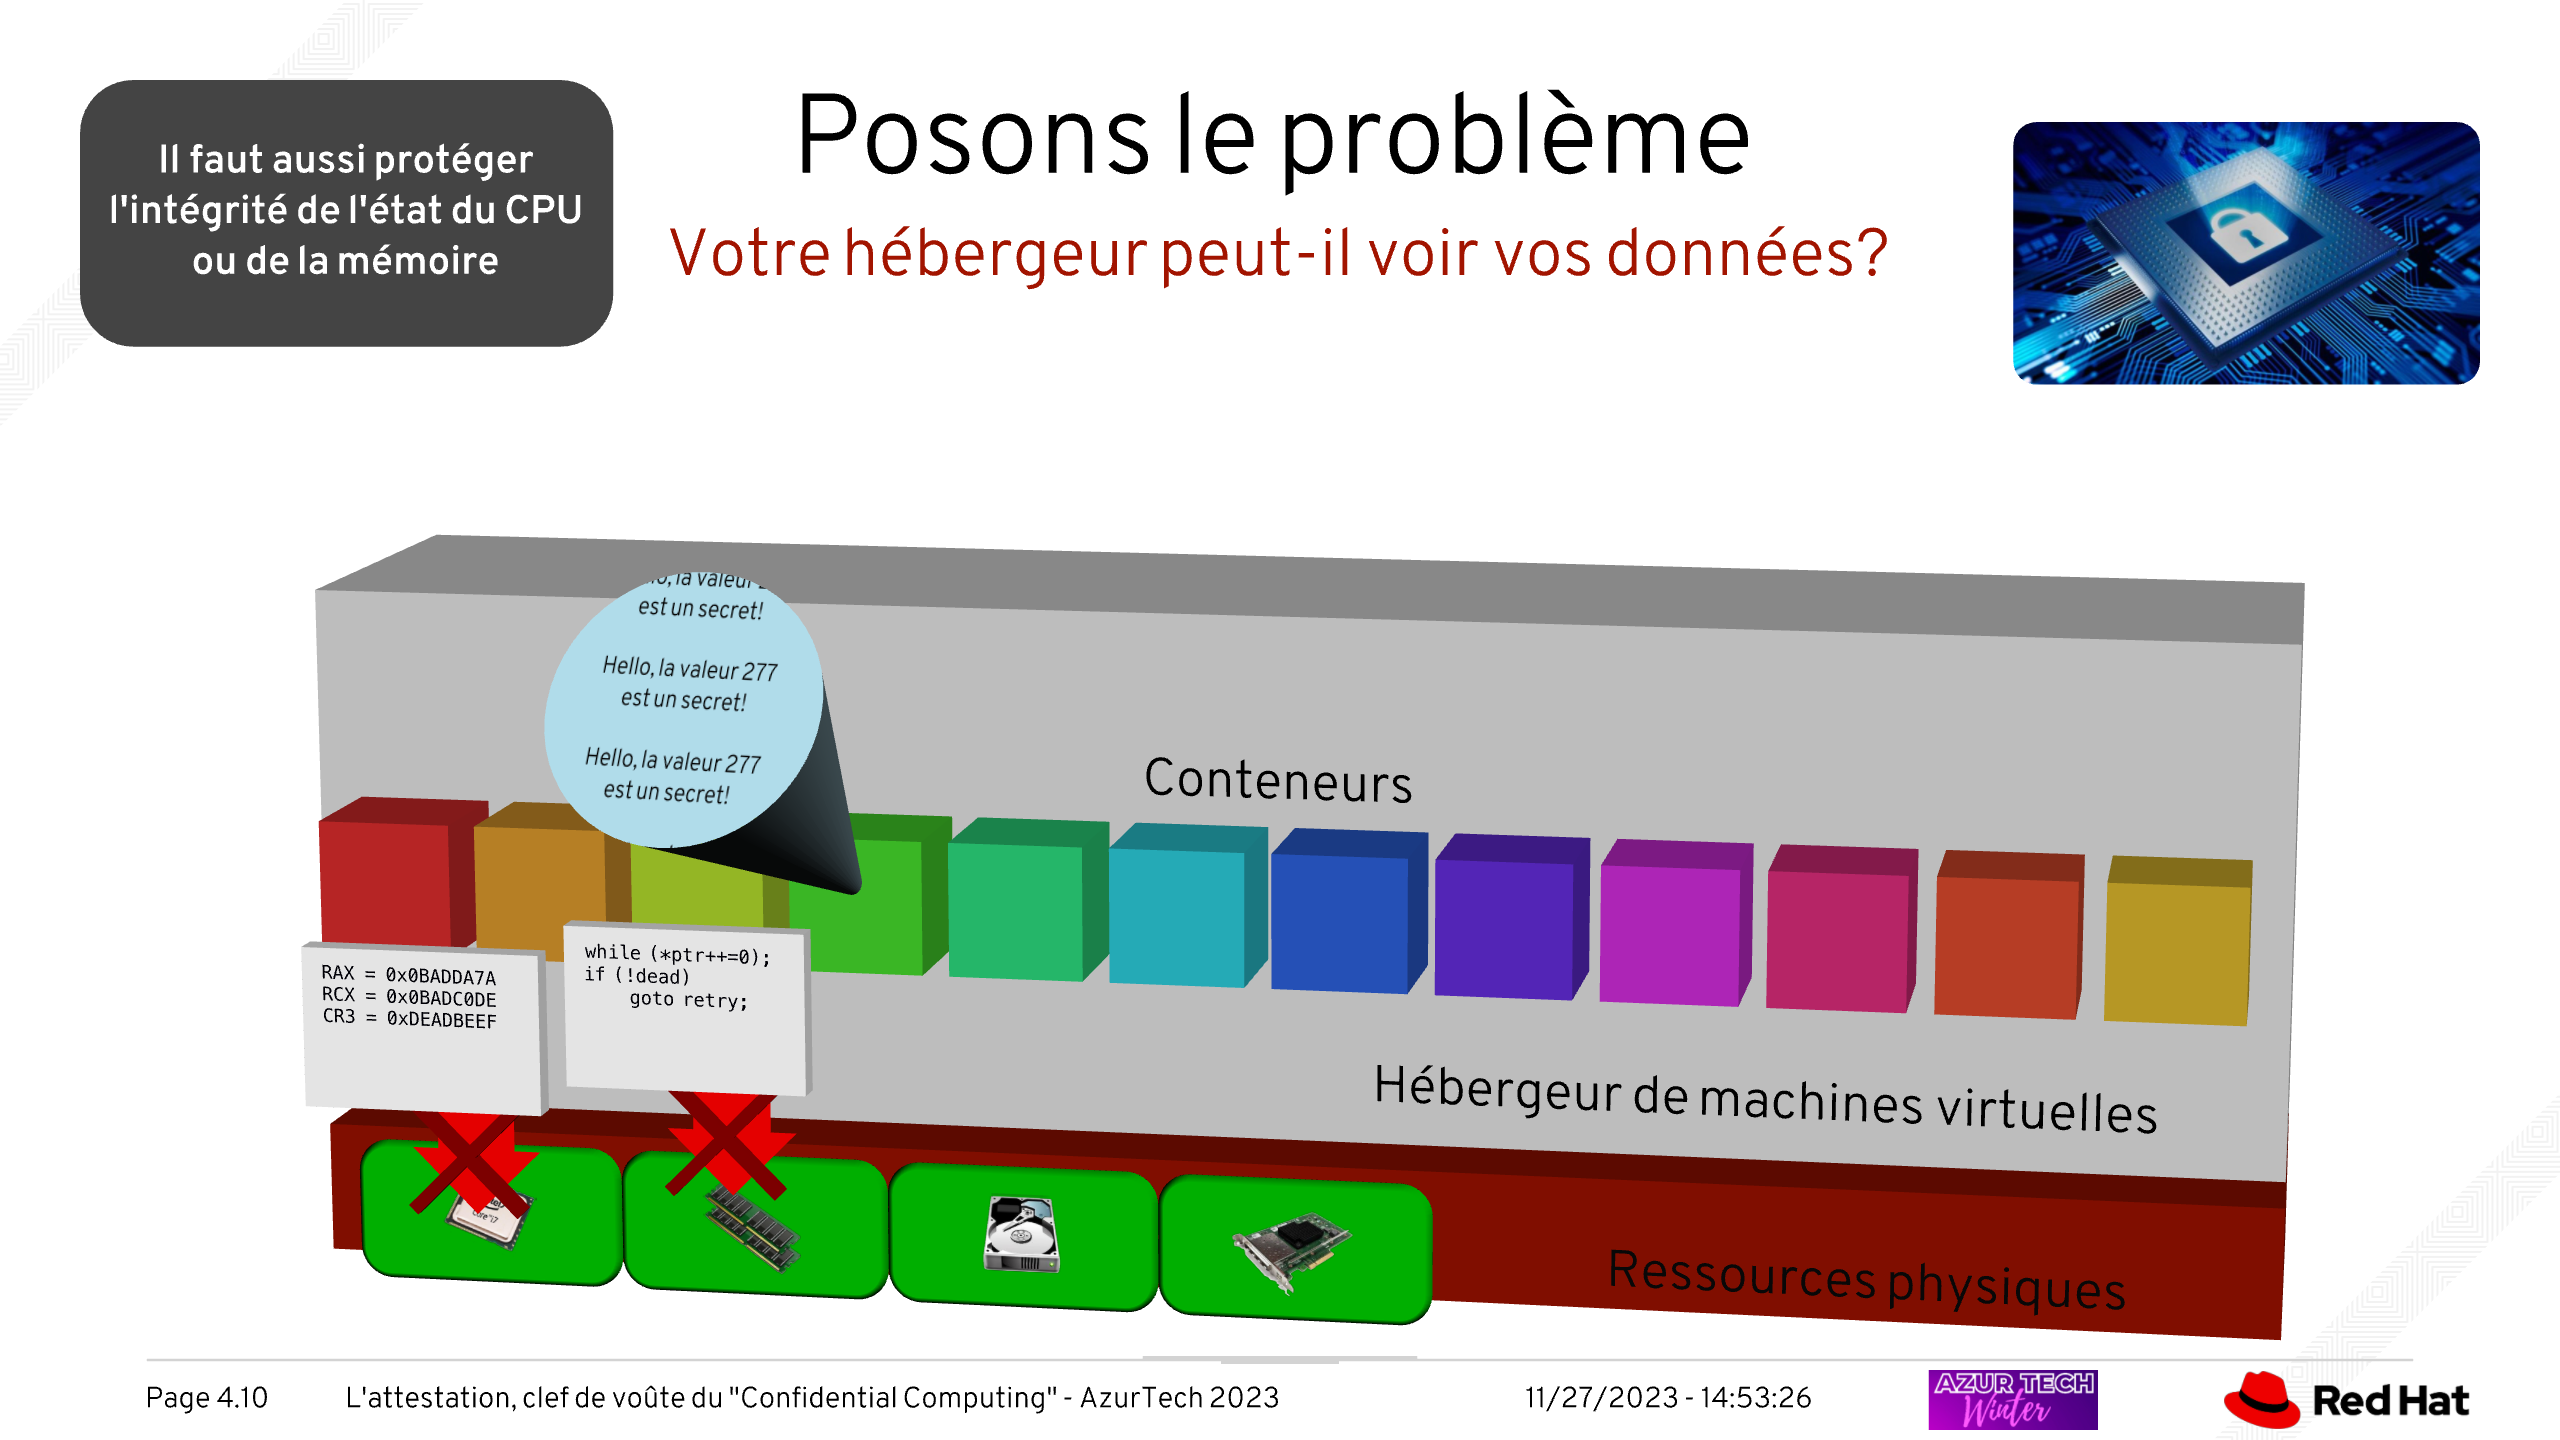 Il faut aussi protéger
l'intégrité de l'état du CPU
ou de la mémoire
Posons le problème
Votre hébergeur peut-il voir vos données?
la valeur
est un secret!
Hello, la valeur 277
est un secret!
Hello, la valeur 277
est un secret!
Conteneurs
RAX = 0x0BADDA7A
RCX = 0x0BADC0DE
CR3 = 0xDEADBEEF
while (*ptr++=0);
if (!dead)
goto retry;
Hébergeur de machines virtuelles
Core i7
Ressources physiques
Page 4.10
L'attestation, clef de voûte du "Confidential Computing" - AzurTech 2023
11/27/2023 - 14:53:26
AZUR TECH
Winter
Red Hat